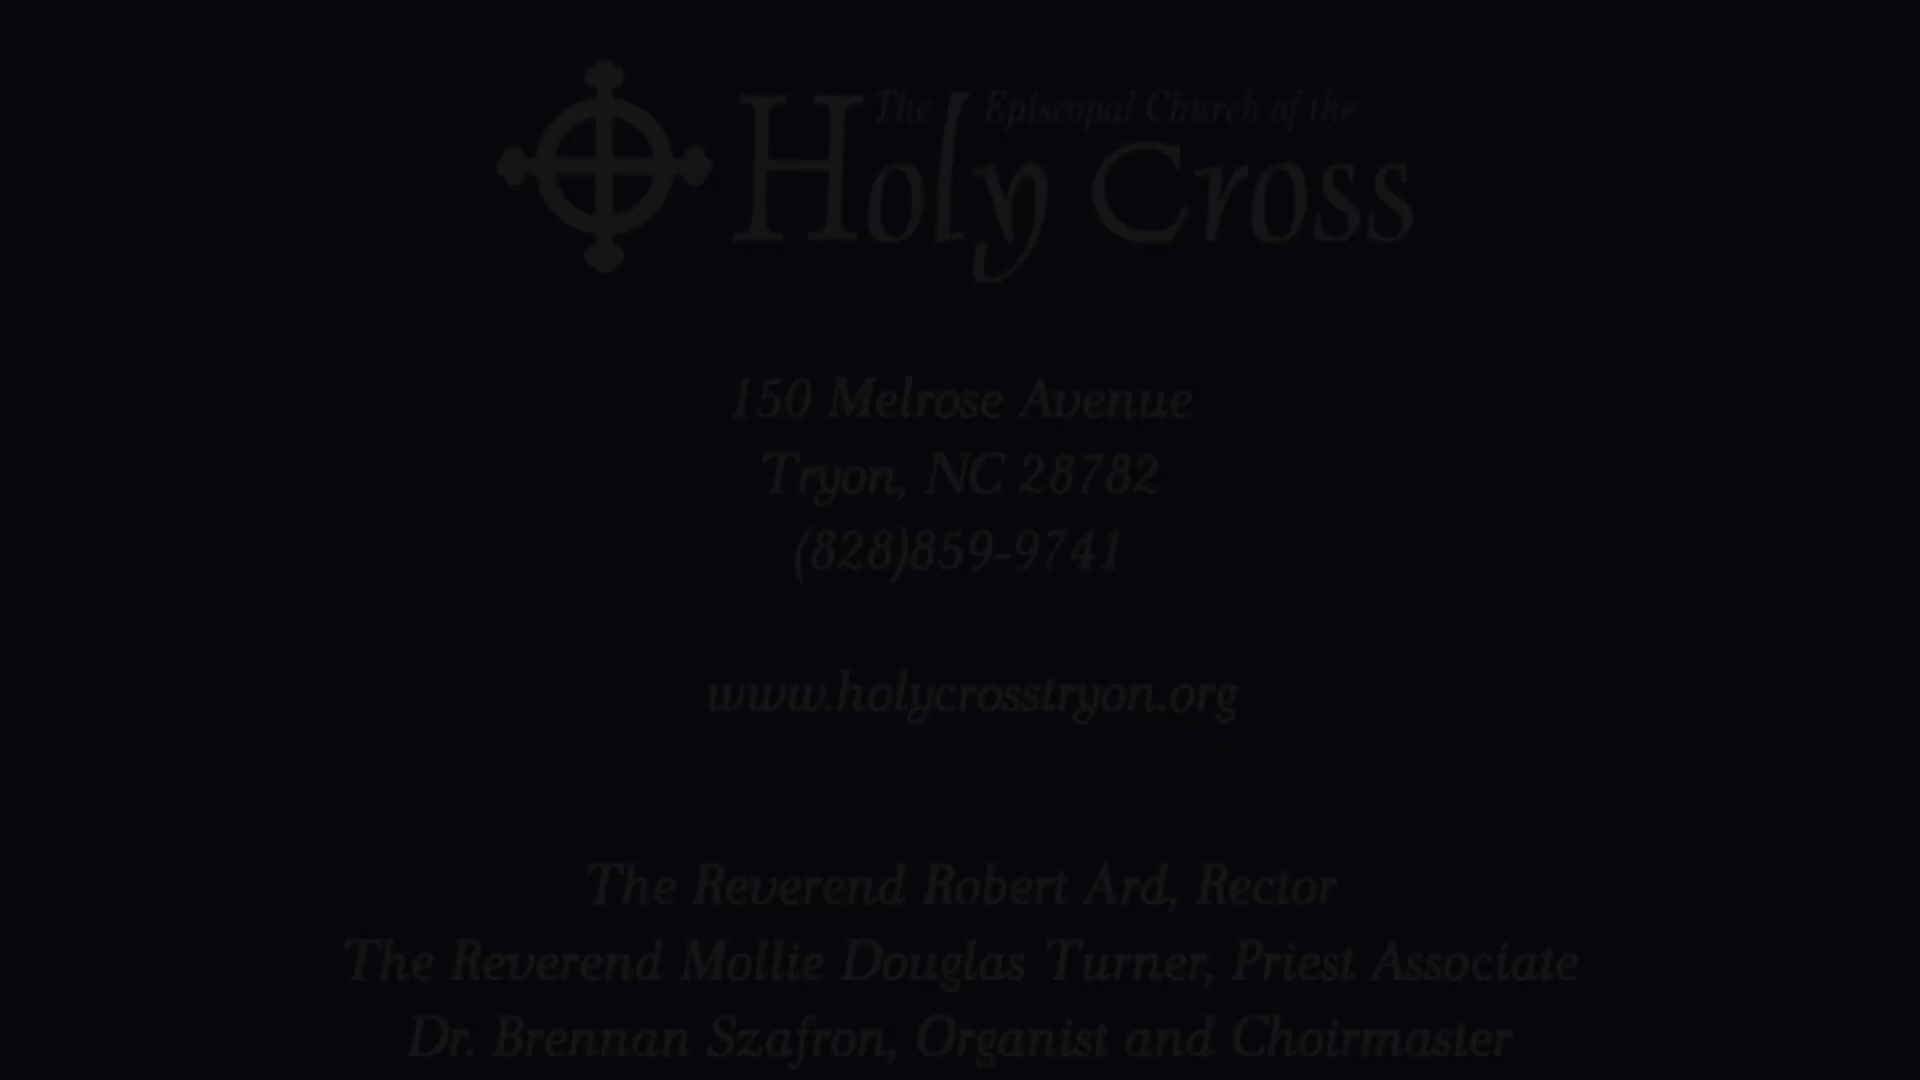 The Episcopal Church of the
Holy Cross
150 Melrose Avenue
Tryon, NC 28782
(828)859-9741
www.holycrosstryon.org
The Reverend Robert Ard, Rector
The Reverend Mollie Douglas Turner, Priest Associate
Dr. Brennan Szafron, Organist and Choirmaster